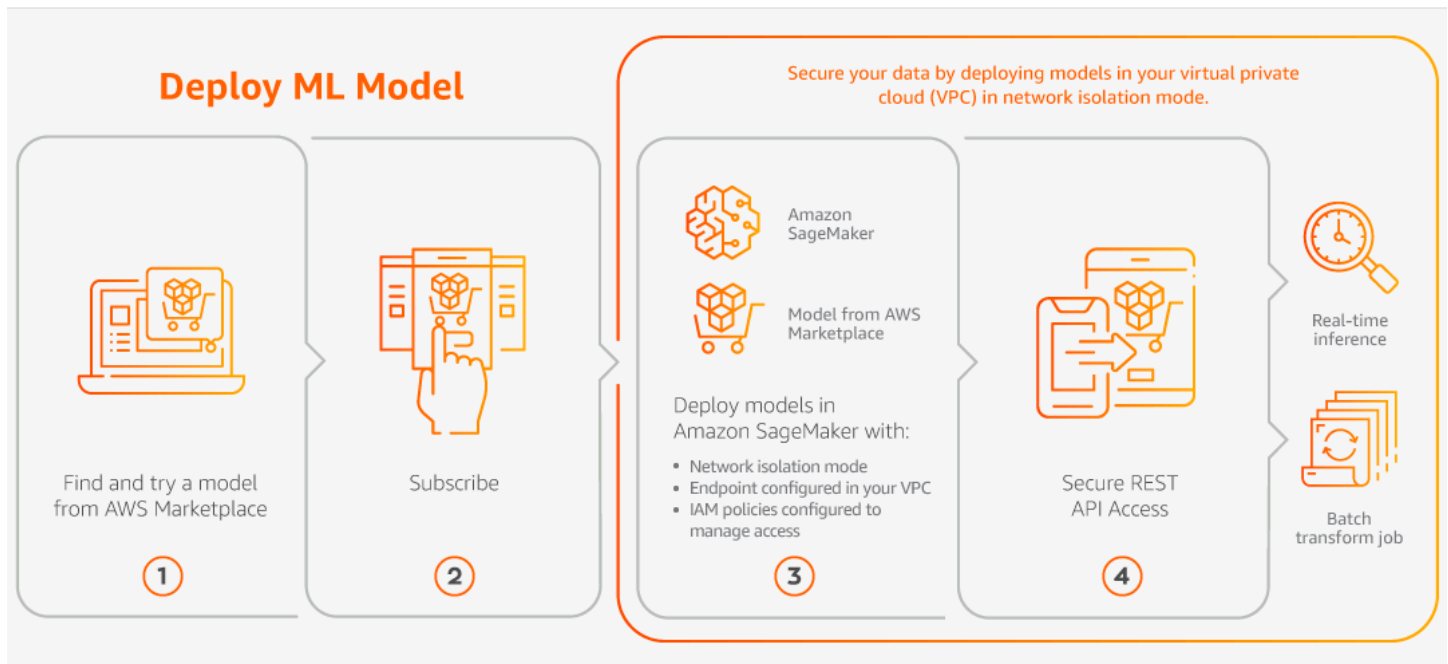 Deploy ML Model
Secure your data by deploying models in your virtual private
cloud (VPC) in network isolation mode.
Find and try a model
from AWS Marketplace
1
Subscribe
2
Amazon
SageMaker
Model from AWS
Marketplace
Deploy models in
Amazon SageMaker with:
• Network isolation mode
• Endpoint configured in your VPC
• IAM policies configured to
manage access
3
Secure REST
API Access
4
Real-time
inference
Batch
transform job